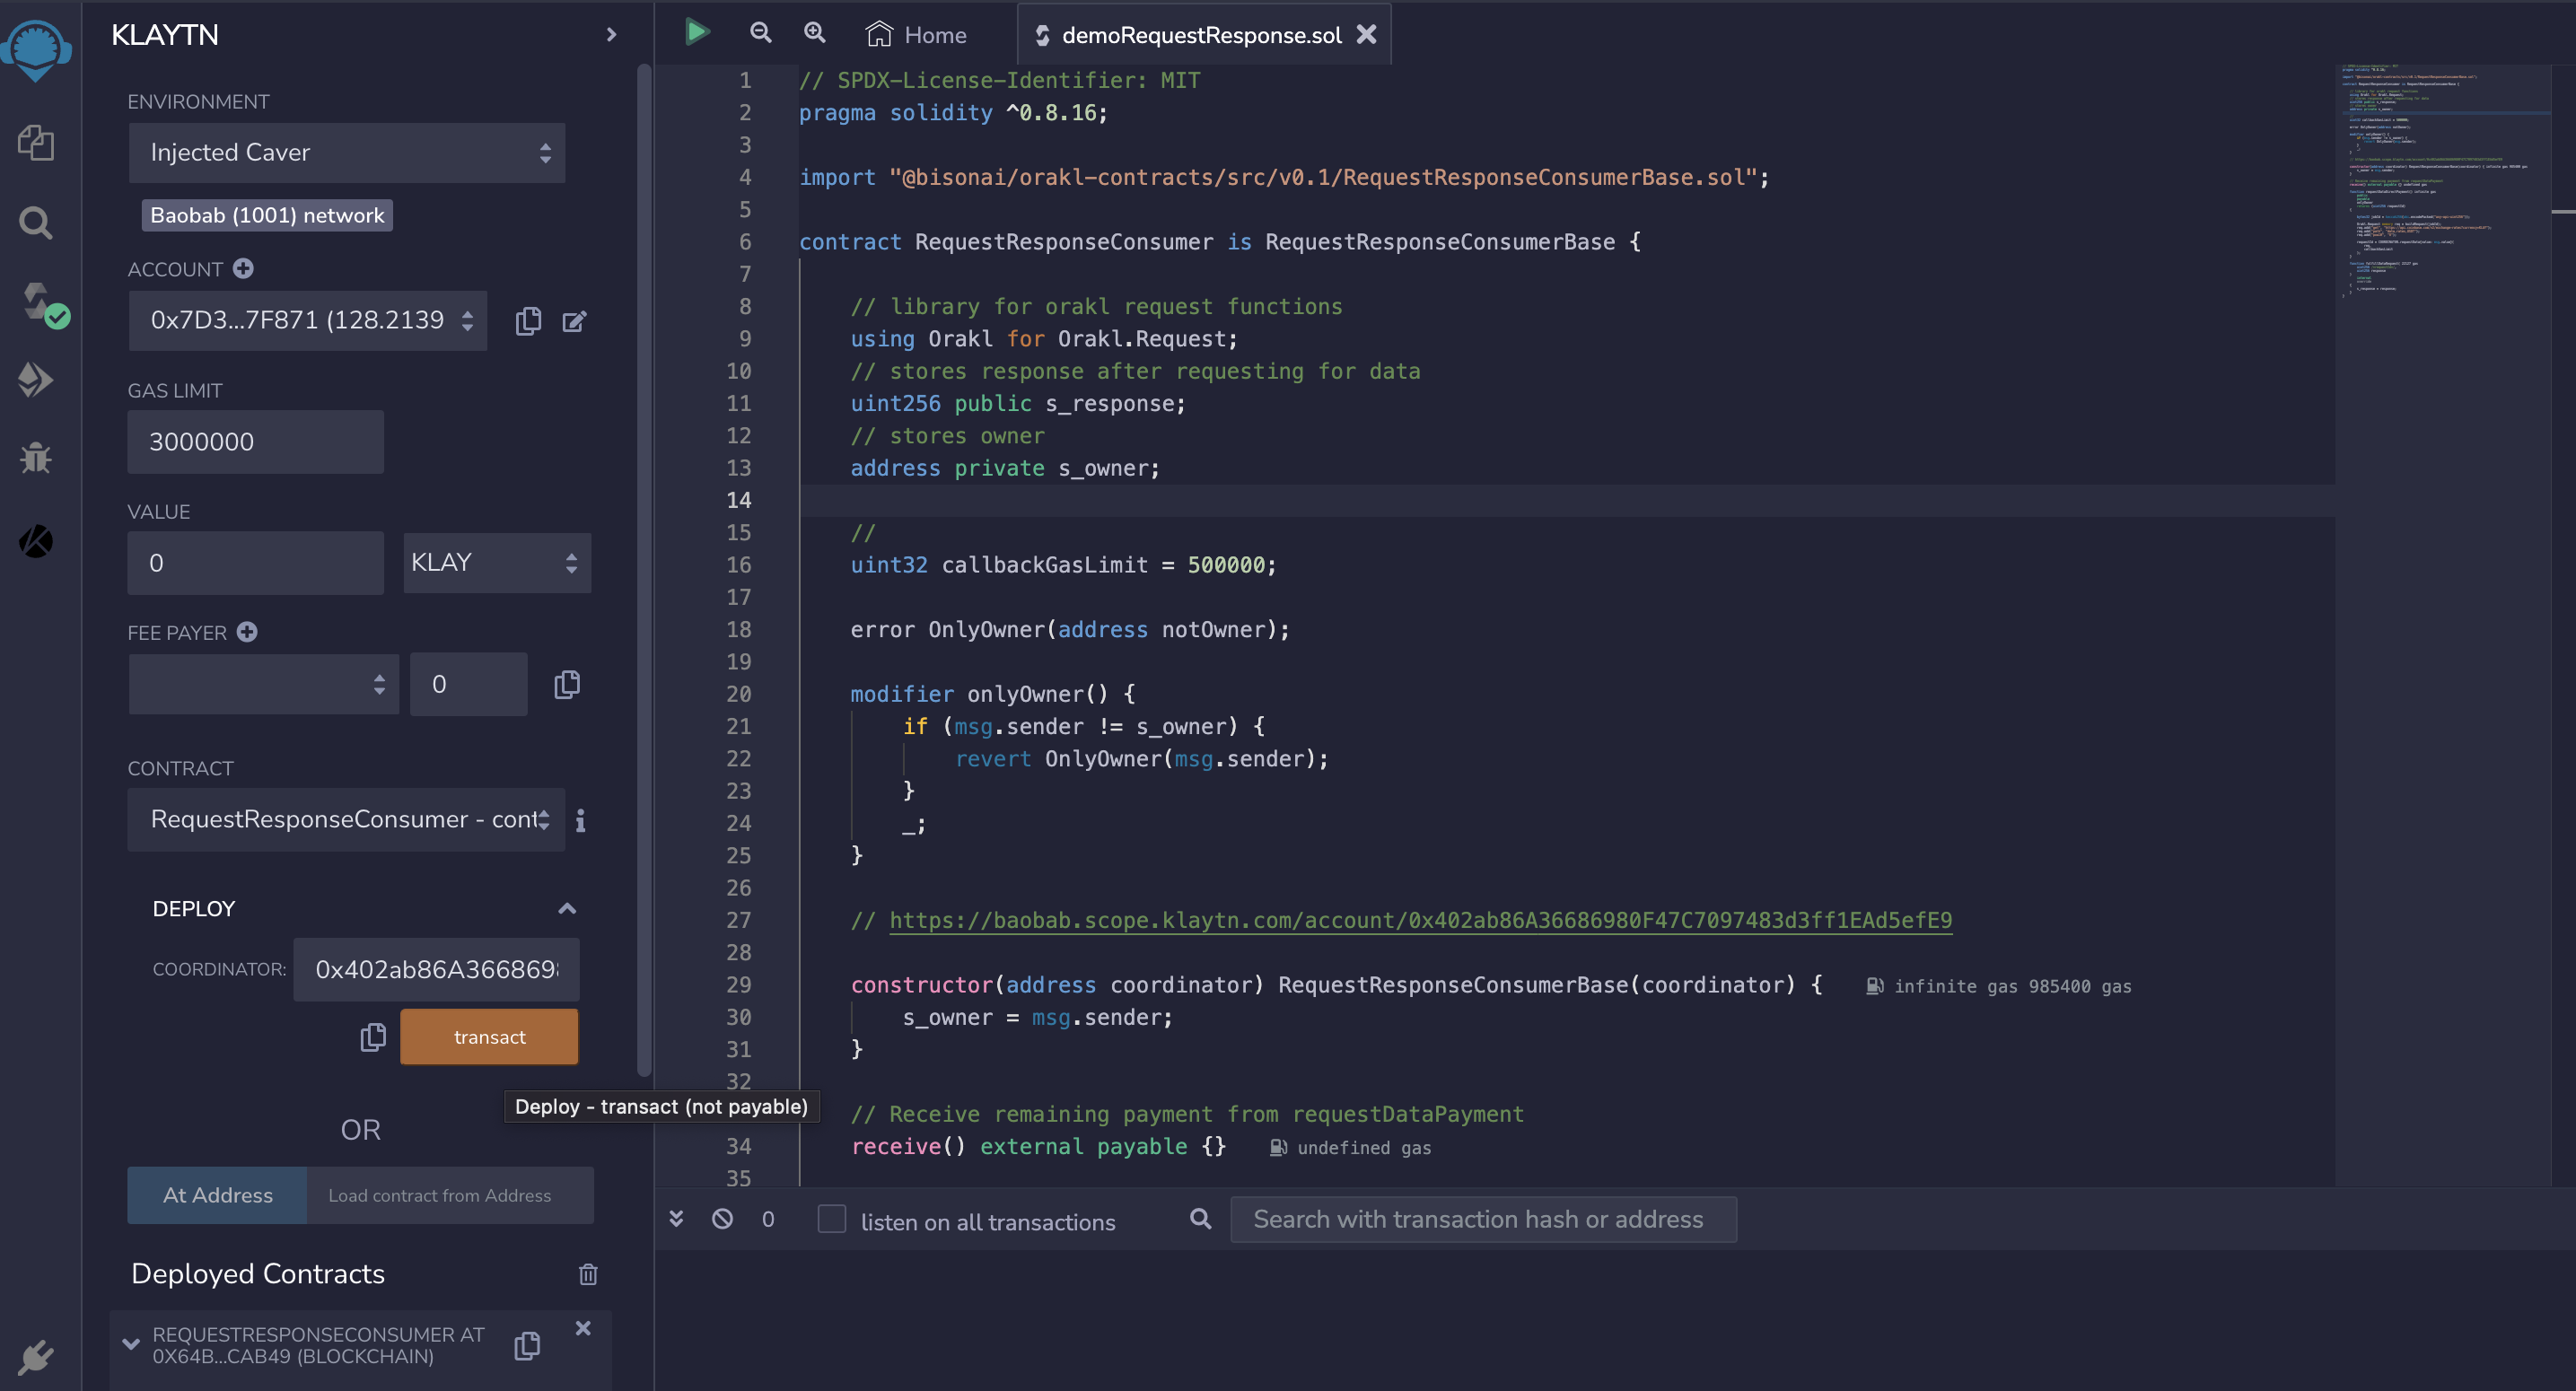 KLAYTN
ENVIRONMENT
Injected Caver
Baobab (1001) network
ACCOUNT
0x7D3...7F871 (128.2139
GAS LIMIT
3000000
VALUE
0
KLAY
FEE PAYER
0
CONTRACT
RequestResponseConsumer - cont
DEPLOY
COORDINATOR:
0x402ab86A3668698
transact
Deploy - transact (not payable)
OR
At Address
Load contract from Address
Deployed Contracts
REQUESTRESPONSECONSUMER AT
0X64B...CAB49 (BLOCKCHAIN)
Home
demoRequestResponse.sol
1 // SPDX-License-Identifier: MIT
2 pragma solidity ^0.8.16;
3
4 import "@bisonai/orakl-contracts/src/v0.1/RequestResponseConsumerBase.sol";
5
6 contract RequestResponseConsumer is RequestResponseConsumerBase {
7
8 // library for orakl request functions
9 using Orakl for Orakl.Request;
10 // stores response after requesting for data
11 uint256 public s_response;
12 // stores owner
13 address private s_owner;
14
15 //
16 uint32 callbackGasLimit = 500000;
17
18 error OnlyOwner(address notOwner);
19
20 modifier onlyOwner() {
21 if (msg.sender != s_owner) {
22 revert OnlyOwner(msg.sender);
23 }
24 _;
25 }
26
27 // https://baobab.scope.klaytn.com/account/0x402ab86A36686980F47C7097483d3ff1EAd5efE9
28
29 constructor(address coordinator) RequestResponseConsumerBase(coordinator) { infinite gas 985400 gas
30 s_owner = msg.sender;
31 }
32
// Receive remaining payment from requestDataPayment
34 receive() external payable {} undefined gas
35
0
listen on all transactions
Search with transaction hash or address